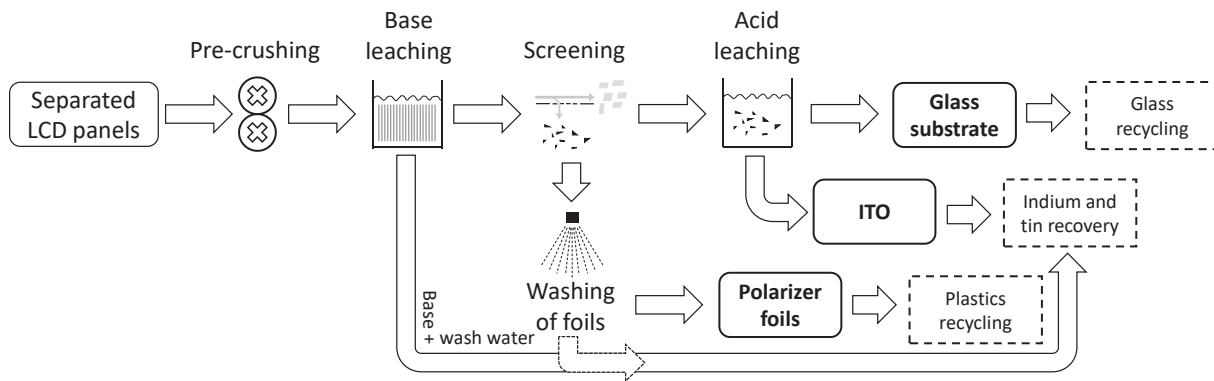 Pre-crushing
Base
leaching
Screening
Acid
leaching
Separated
LCD panels
Glass
substrate
Glass
recycling
ITO
Indium and
tin recovery
Washing
of foils
Polarizer
foils
Plastics
recycling
Base
+ wash water